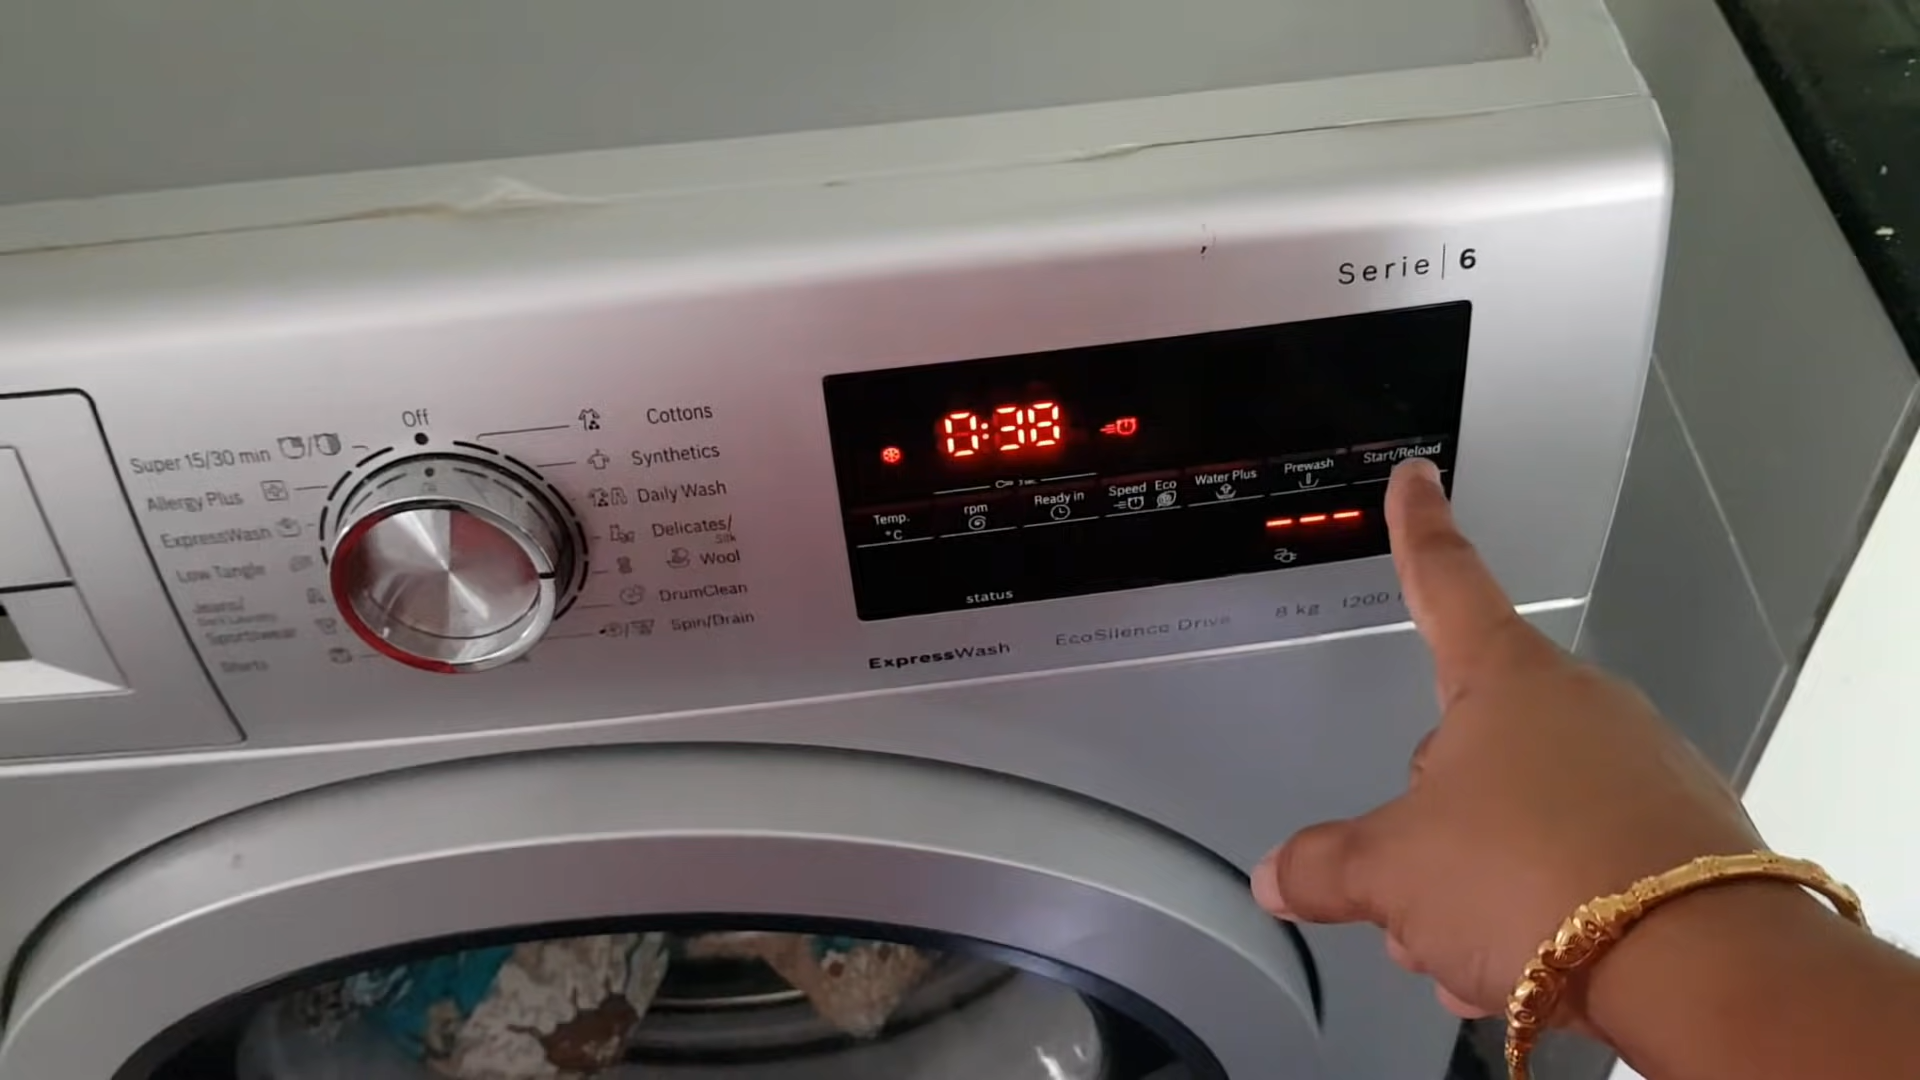 Serie | 6
Off
Super 15/30 min
Allergy Plus
ExpressWash
Low Tangle
Jeans/
Sportswear
Shirts
Cottons
Synthetics
Daily Wash
Delicates/
Silk
Wool
DrumClean
Spin/Drain
0:38
Temp.
°C
rpm
Ready in
Speed
Eco
Water Plus
Prewash
Start/Reload
status
ExpressWash
EcoSilence Drive
8 kg
1200